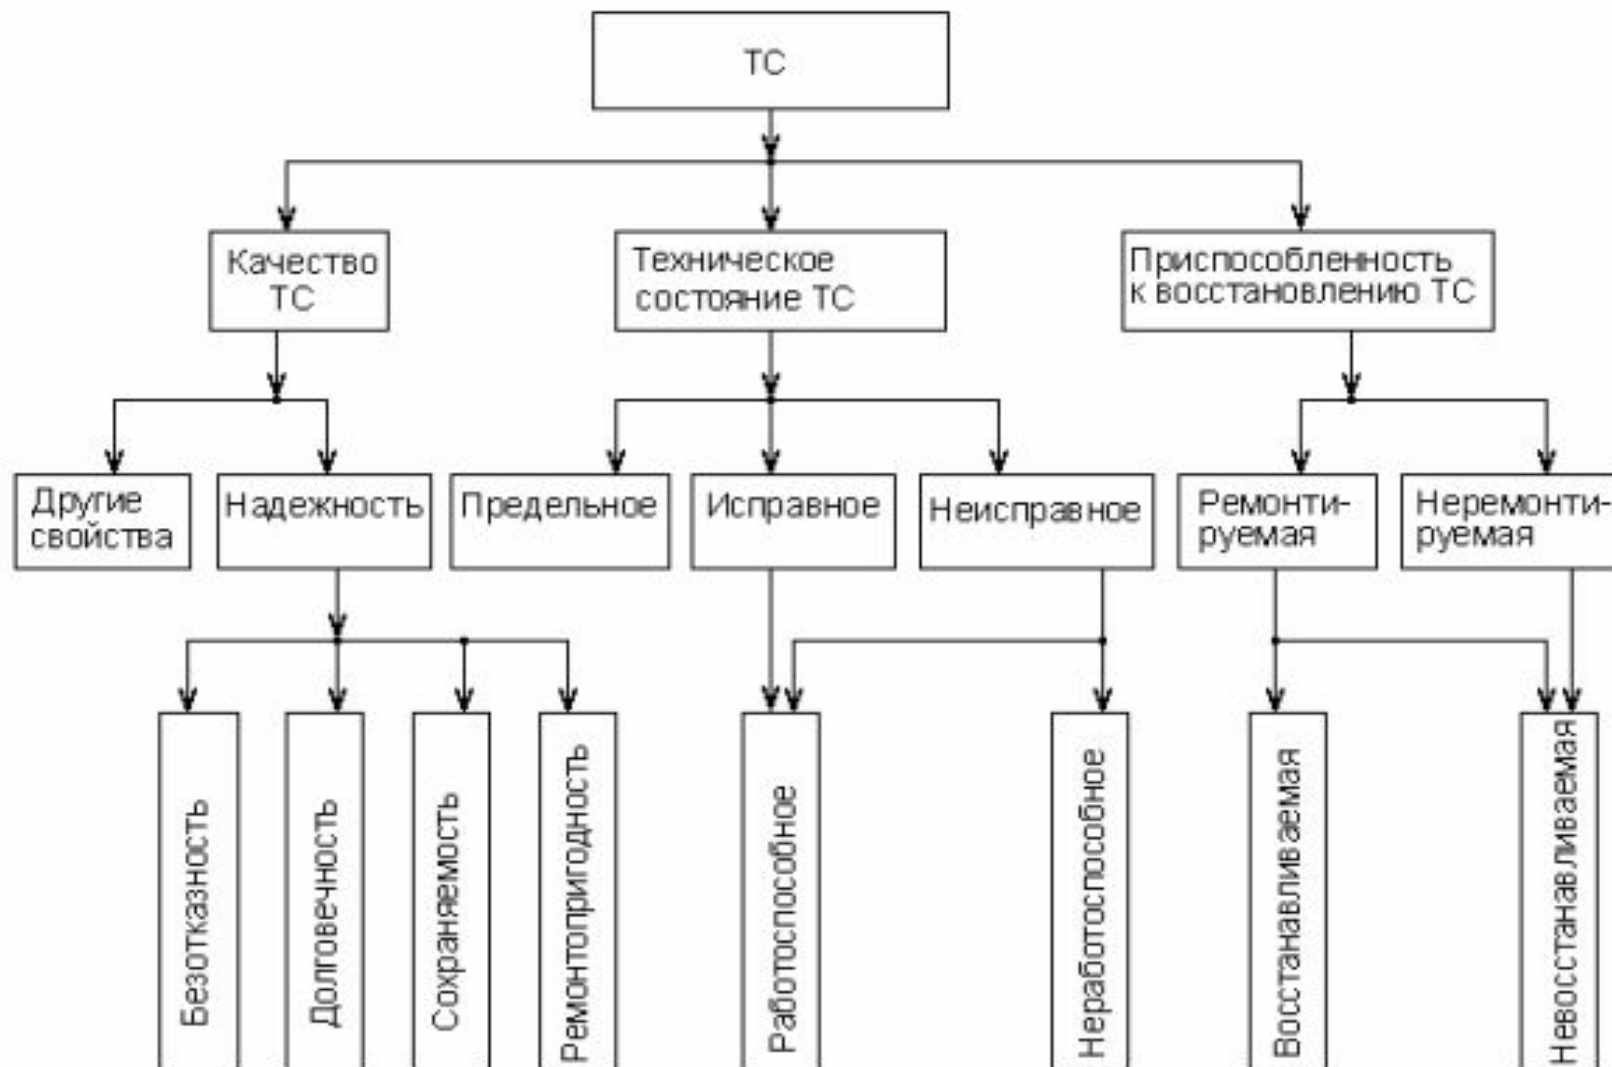 ТС
Качество
ТС
Техническое
состояние ТС
Приспособленность
к восстановлению ТС
Другие
свойства
Надежность
Предельное
Исправное
Неисправное
Ремонти-
руемая
Неремонти-
руемая
Безотказность
Долговечность
Сохраняемость
Ремонтопригодность
Работоспособное
Неработоспособное
Восстанавливаемая
Невосстанавливаемая